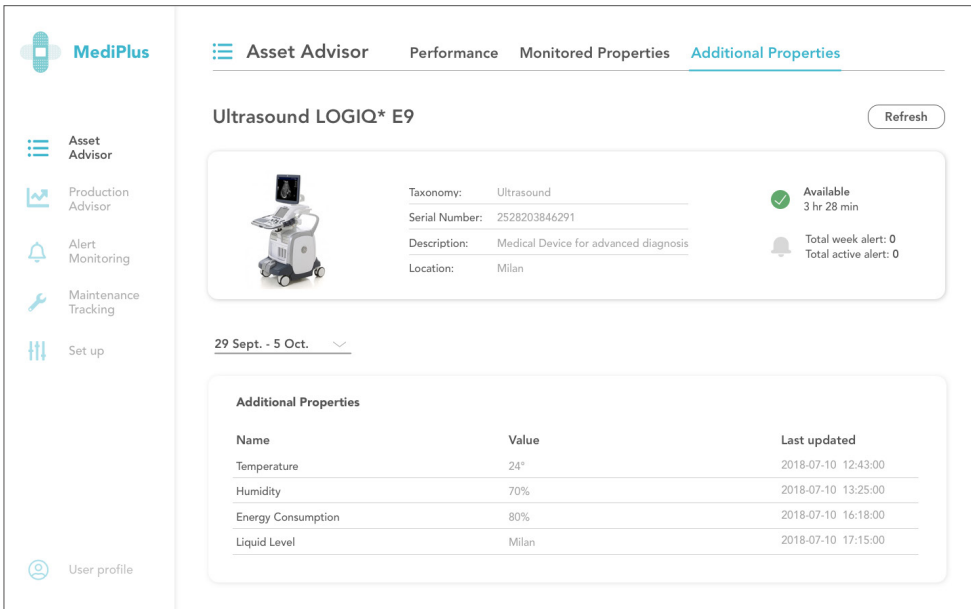 MediPlus
Asset Advisor
Performance
Monitored Properties
Additional Properties
Ultrasound LOGIQ* E9
Refresh
Asset
Advisor
Production
Advisor
Alert
Monitoring
Maintenance
Tracking
Set up
User profile
Taxonomy: Ultrasound
Serial Number: 2528203846291
Description: Medical Device for advanced diagnosis
Location: Milan
Available
3 hr 28 min
Total week alert: 0
Total active alert: 0
29 Sept. - 5 Oct.
Additional Properties
Name Value Last updated
Temperature 24° 2018-07-10 12:43:00
Humidity 70% 2018-07-10 13:25:00
Energy Consumption 80% 2018-07-10 16:18:00
Liquid Level Milan 2018-07-10 17:15:00